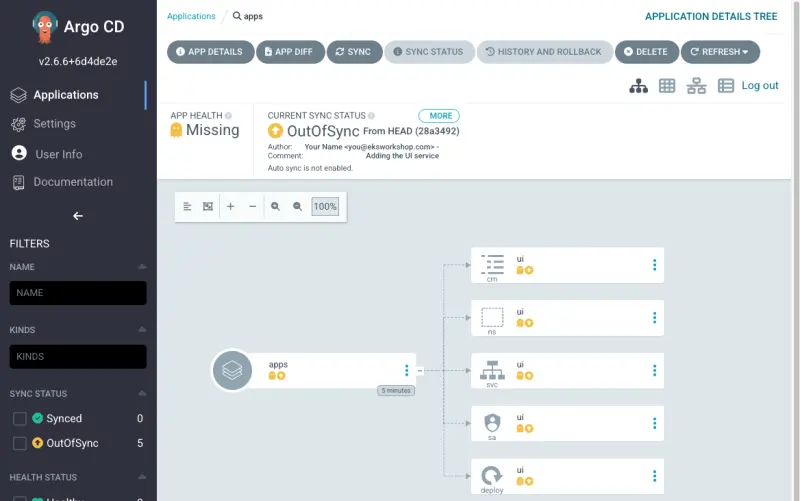 Argo CD
v2.6.6+6d4de2e
Applications
Settings
User Info
Documentation
FILTERS
NAME
NAME
KINDS
KINDS
SYNC STATUS
Synced 0
OutOfSync 5
HEALTH STATUS
Applications / apps
APPLICATION DETAILS TREE
APP DETAILS
APP DIFF
SYNC
SYNC STATUS
HISTORY AND ROLLBACK
DELETE
REFRESH
Log out
APP HEALTH
Missing
CURRENT SYNC STATUS
MORE
OutOfSync From HEAD (28a3492)
Author: Your Name <you@eksworkshop.com> -
Comment: Adding the UI service
Auto sync is not enabled.
100%
apps
5 minutes
ui
cm
ui
ns
ui
svc
ui
sa
ui
deploy